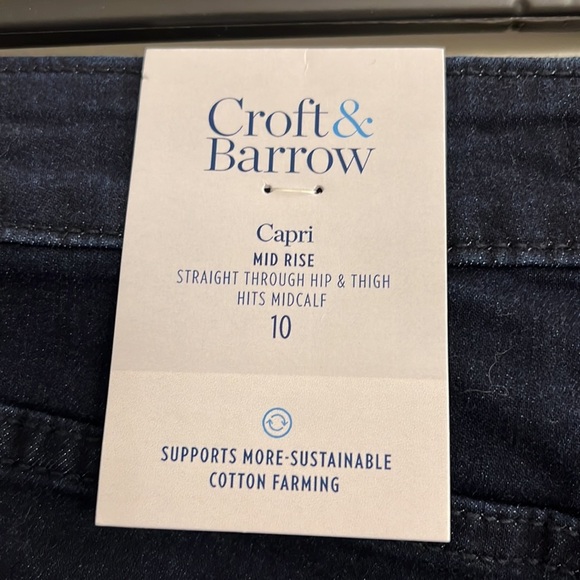 Croft &
Barrow
Capri
MID RISE
STRAIGHT THROUGH HIP & THIGH
HITS MIDCALF
10
SUPPORTS MORE-SUSTAINABLE
COTTON FARMING